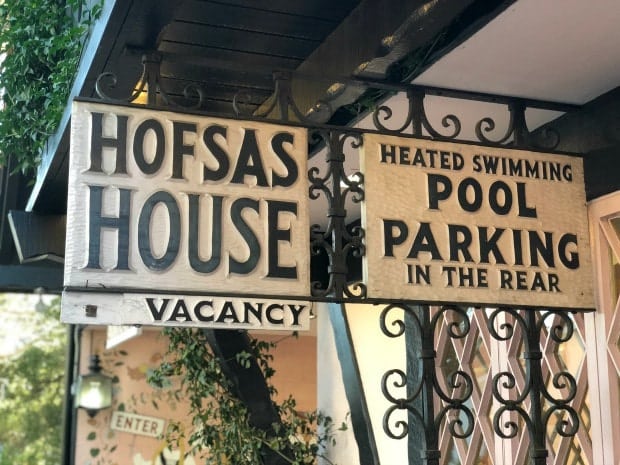 HOFSAS
HOUSE
VACANCY
HEATED SWIMMING
POOL
PARKING
IN THE REAR
ENTER